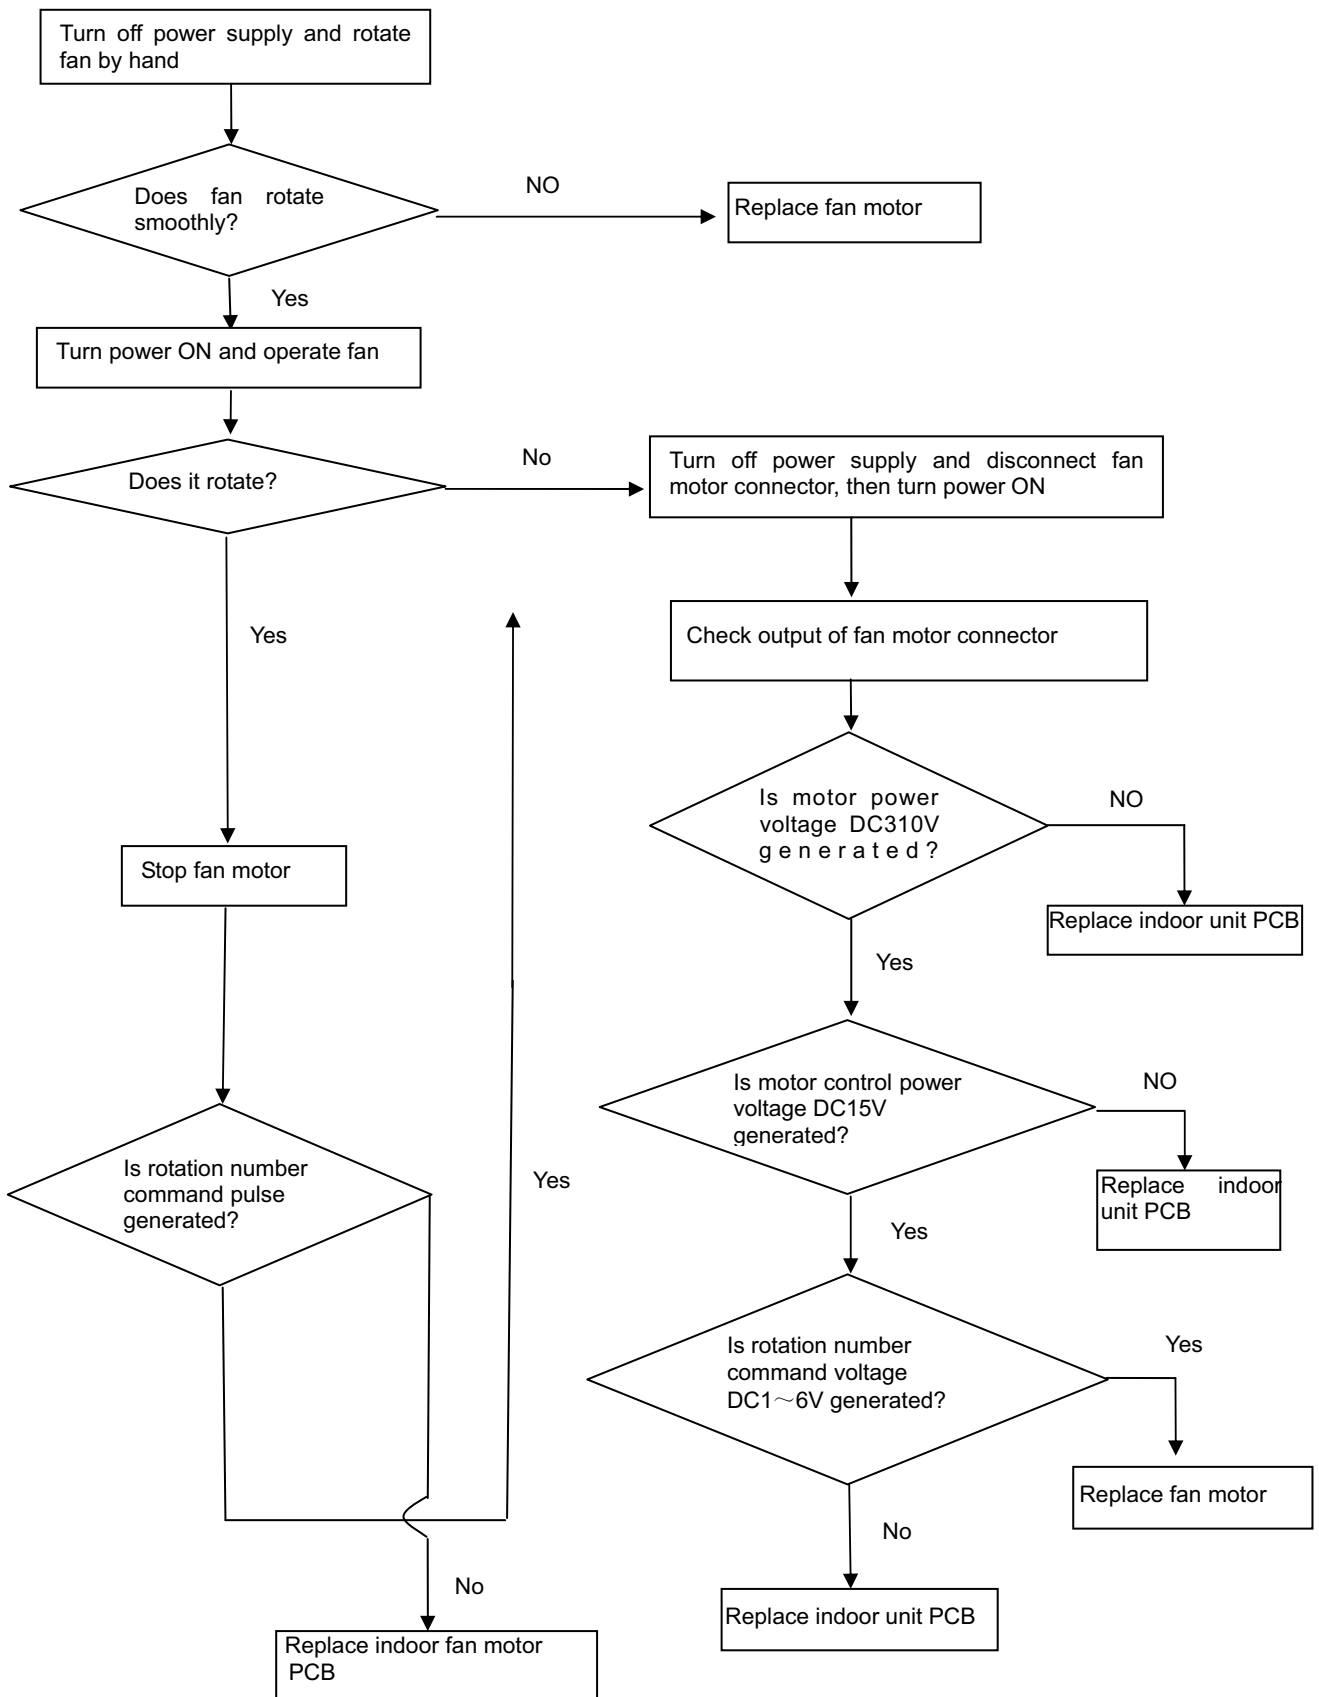 Turn off power supply and rotate
fan by hand
Does fan rotate
smoothly?
NO
Replace fan motor
Yes
Turn power ON and operate fan
Does it rotate?
No
Turn off power supply and disconnect fan
motor connector, then turn power ON
Yes
Check output of fan motor connector
Is motor power
voltage DC310V
generated?
NO
Replace indoor unit PCB
Stop fan motor
Yes
Is motor control power
voltage DC15V
generated?
NO
Replace indoor
unit PCB
Is rotation number
command pulse
generated?
Yes
Yes
Is rotation number
command voltage
DC1～6V generated?
Yes
Replace fan motor
No
Replace indoor unit PCB
No
Replace indoor fan motor
PCB